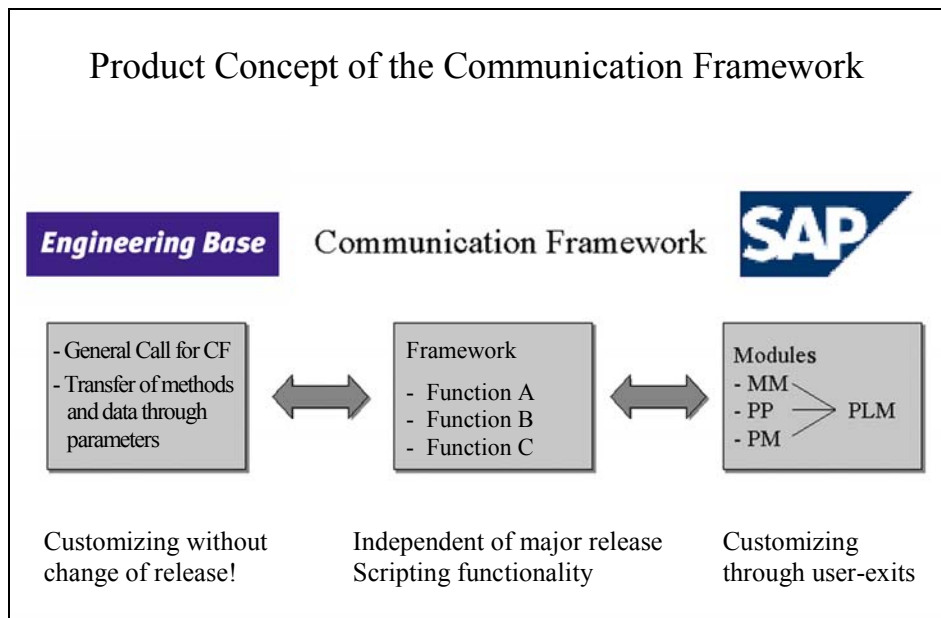 Product Concept of the Communication Framework
Engineering Base
Communication Framework
SAP
- General Call for CF
- Transfer of methods
and data through
parameters
Framework
- Function A
- Function B
- Function C
Modules
- MM
- PP
- PM
PLM
Customizing without
change of release!
Independent of major release
Scripting functionality
Customizing
through user-exits